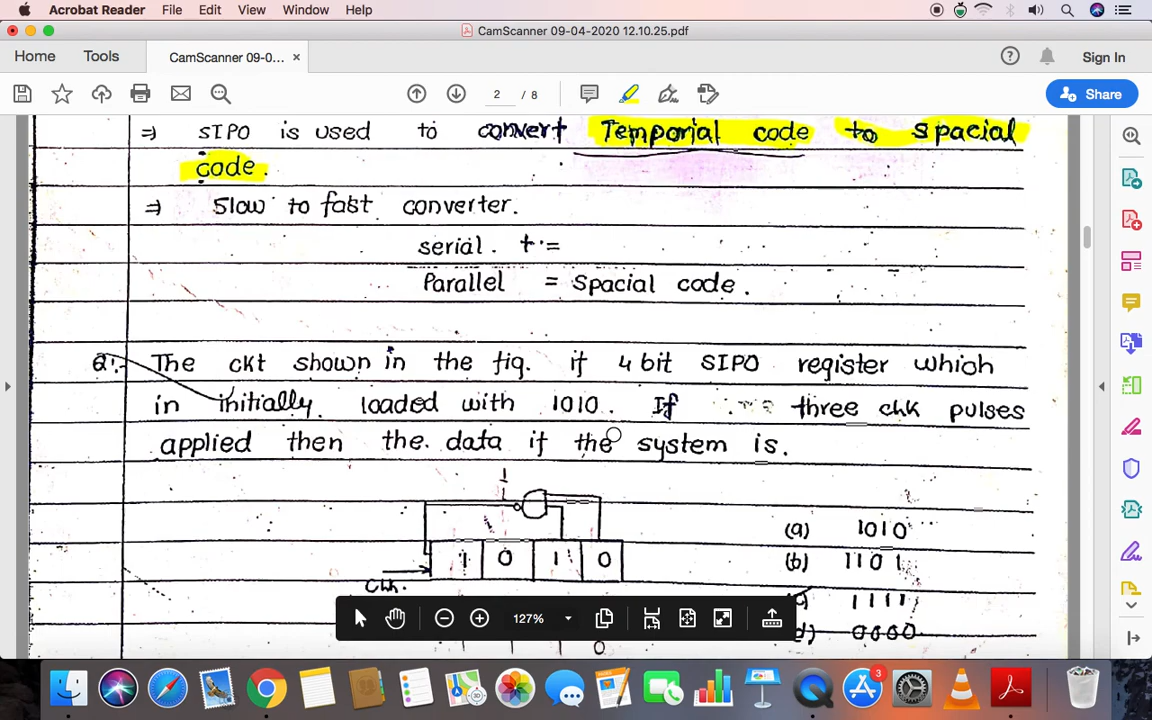 Acrobat Reader File Edit View Window Help
CamScanner 09-04-2020 12.10.25.pdf
Home Tools CamScanner 09-0... × Sign In
2 / 8 Share
⇒ SIPO is used to convert Temporial code to spacial
code.
⇒ Slow to fast converter.
serial. t.=
Parallel = spacial code.
Q:- The ckt shown in the fig. if 4 bit SIPO register which
in initially loaded with 1010. If three clk pulses
applied then the data if the system is.
1
1 0 1 0
Clk.
(a) 1010
(b) 1101
(c) 1111
(d) 0000
0
127%
3